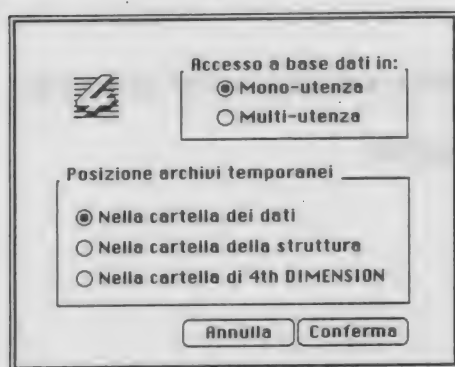 Accesso a base dati in:
Mono-utenza
Multi-utenza
Posizione archivi temporanei
Nella cartella dei dati
Nella cartella della struttura
Nella cartella di 4th DIMENSION
Annulla
Conferma